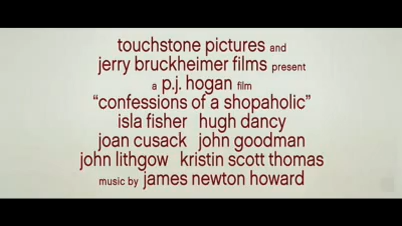 touchstone pictures and
jerry bruckheimer films present
a p.j. hogan film
“confessions of a shopaholic”
isla fisher hugh dancy
joan cusack john goodman
john lithgow kristin scott thomas
music by james newton howard